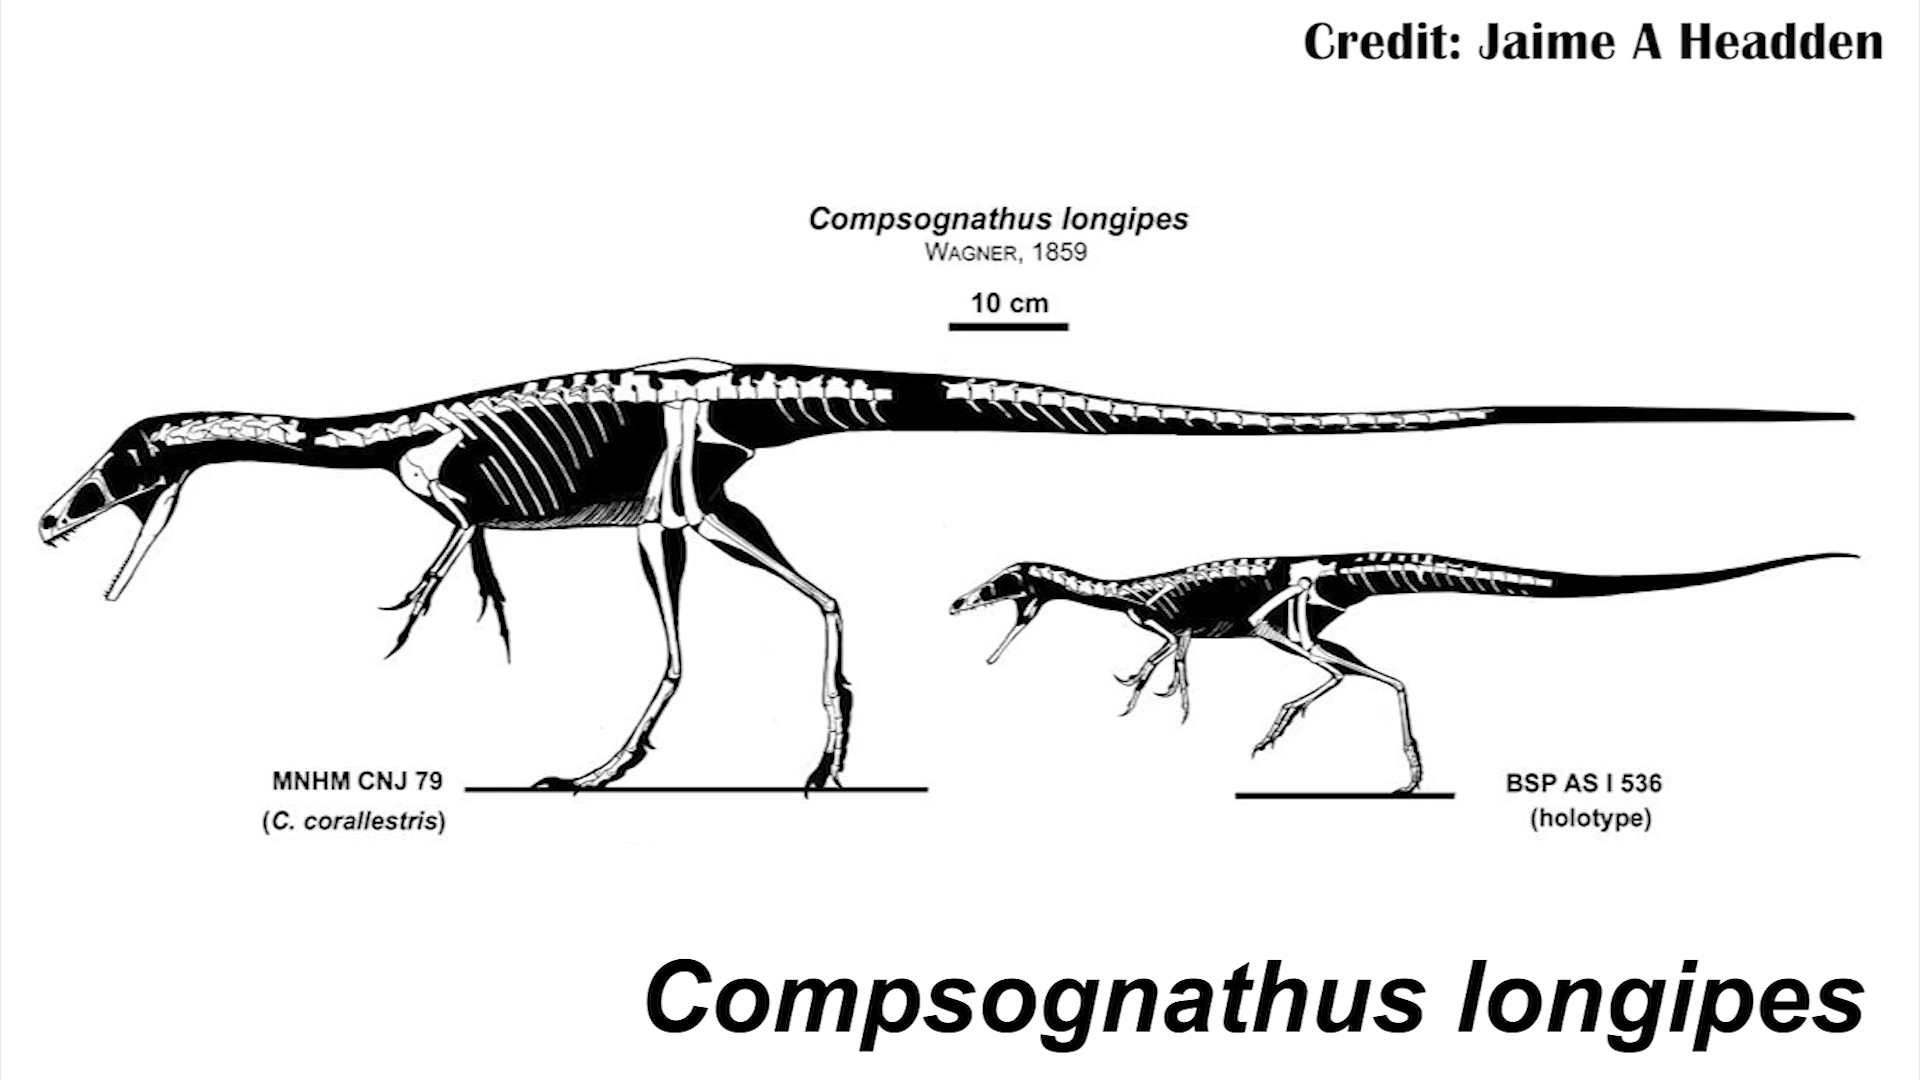 Credit: Jaime A Headden
Compsognathus longipes
WAGNER, 1859
10 cm
MNHM CNJ 79
(C. corallestris)
BSP AS I 536
(holotype)
Compsognathus longipes